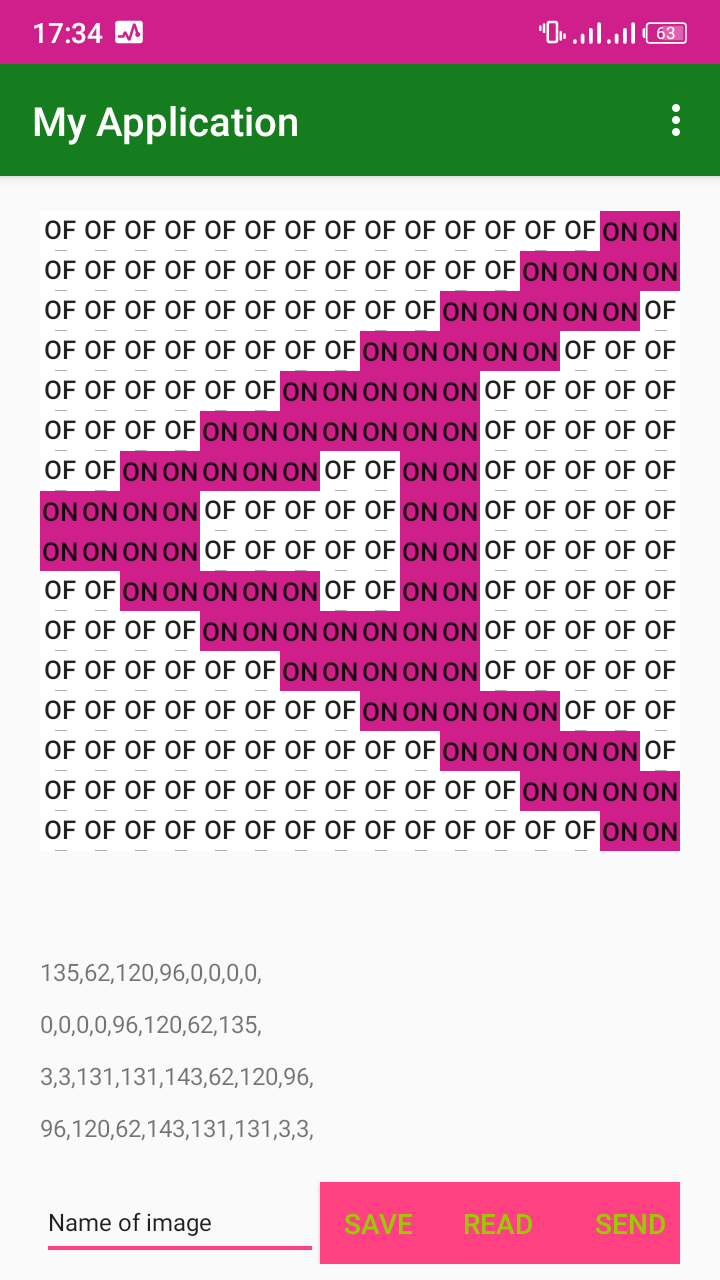 17:34 63
My Application
OF OF OF OF OF OF OF OF OF OF OF OF OF OF ON ON
OF OF OF OF OF OF OF OF OF OF OF OF ON ON ON ON
OF OF OF OF OF OF OF OF OF OF ON ON ON ON ON OF
OF OF OF OF OF OF OF OF ON ON ON ON ON OF OF OF
OF OF OF OF OF OF ON ON ON ON ON OF OF OF OF OF
OF OF OF OF ON ON ON ON ON ON ON OF OF OF OF OF
OF OF ON ON ON ON ON OF OF ON ON OF OF OF OF OF
ON ON ON ON OF OF OF OF OF ON ON OF OF OF OF OF
ON ON ON ON OF OF OF OF OF ON ON OF OF OF OF OF
OF OF ON ON ON ON ON OF OF ON ON OF OF OF OF OF
OF OF OF OF ON ON ON ON ON ON ON OF OF OF OF OF
OF OF OF OF OF OF ON ON ON ON ON OF OF OF OF OF
OF OF OF OF OF OF OF OF ON ON ON ON ON OF OF OF
OF OF OF OF OF OF OF OF OF OF ON ON ON ON ON OF
OF OF OF OF OF OF OF OF OF OF OF OF ON ON ON ON
OF OF OF OF OF OF OF OF OF OF OF OF OF OF ON ON
135,62,120,96,0,0,0,0,
0,0,0,0,96,120,62,135,
3,3,131,131,143,62,120,96,
96,120,62,143,131,131,3,3,
Name of image SAVE READ SEND